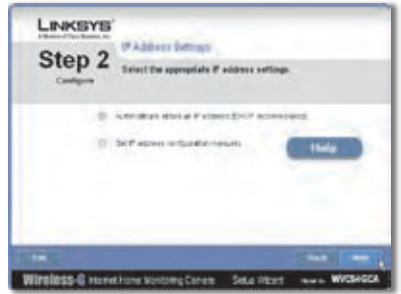 LINKSYS
A Division of Cisco Systems, Inc.
Step 2
Configure
IP Address Settings
Select the appropriate IP address settings.
Automatically obtain an IP address (DHCP recommended)
Set IP address configuration manually
Help
Exit
Back Next
Wireless-G Internet Home Monitoring Camera Setup Wizard Model No. WVC54GCA